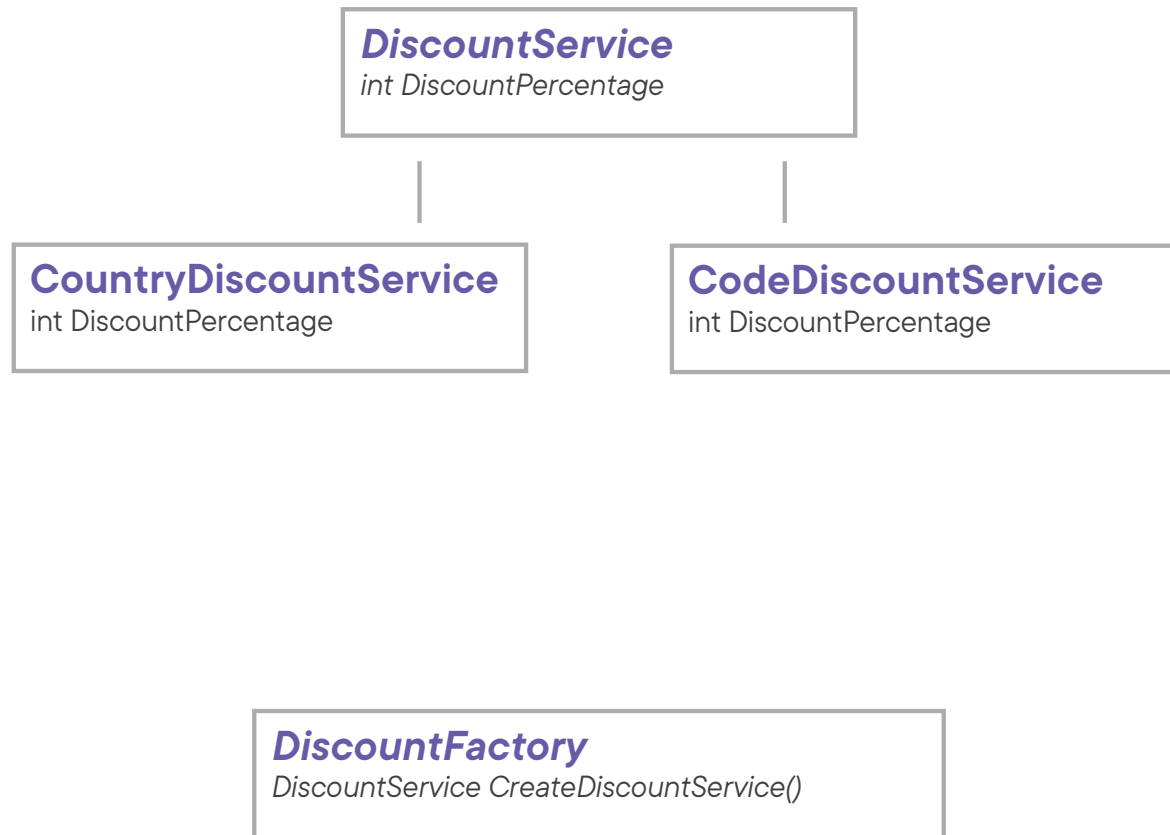 DiscountService
int DiscountPercentage
CountryDiscountService
int DiscountPercentage
CodeDiscountService
int DiscountPercentage
DiscountFactory
DiscountService CreateDiscountService()